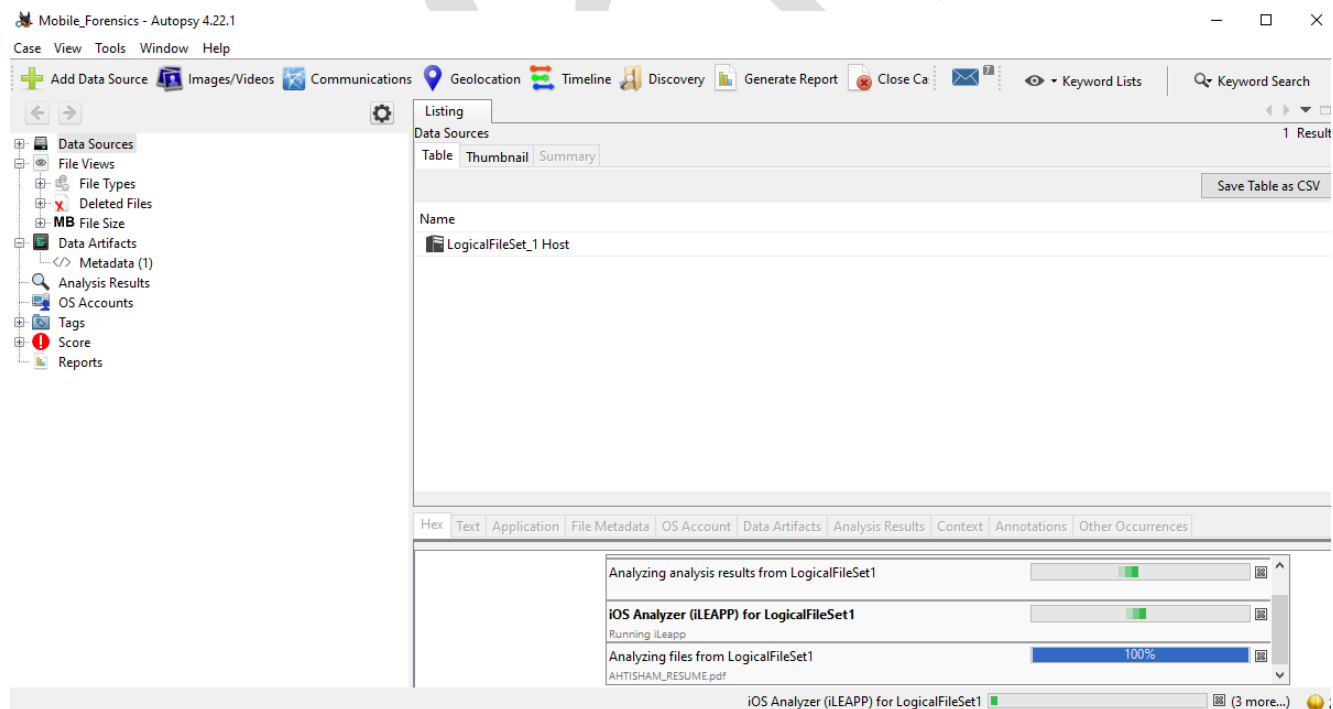 Mobile_Forensics - Autopsy 4.22.1
Case View Tools Window Help
Add Data Source Images/Videos Communications Geolocation Timeline Discovery Generate Report Close Ca 7 Keyword Lists Keyword Search
Listing
Data Sources 1 Result
Table Thumbnail Summary
Save Table as CSV
Name
LogicalFileSet_1 Host
Data Sources
File Views
File Types
Deleted Files
MB File Size
Data Artifacts
Metadata (1)
Analysis Results
OS Accounts
Tags
Score
Reports
Hex Text Application File Metadata OS Account Data Artifacts Analysis Results Context Annotations Other Occurrences
Analyzing analysis results from LogicalFileSet1
iOS Analyzer (iLEAPP) for LogicalFileSet1
Running iLeapp
Analyzing files from LogicalFileSet1 100%
AHTISHAM_RESUME.pdf
iOS Analyzer (iLEAPP) for LogicalFileSet1 (3 more...)